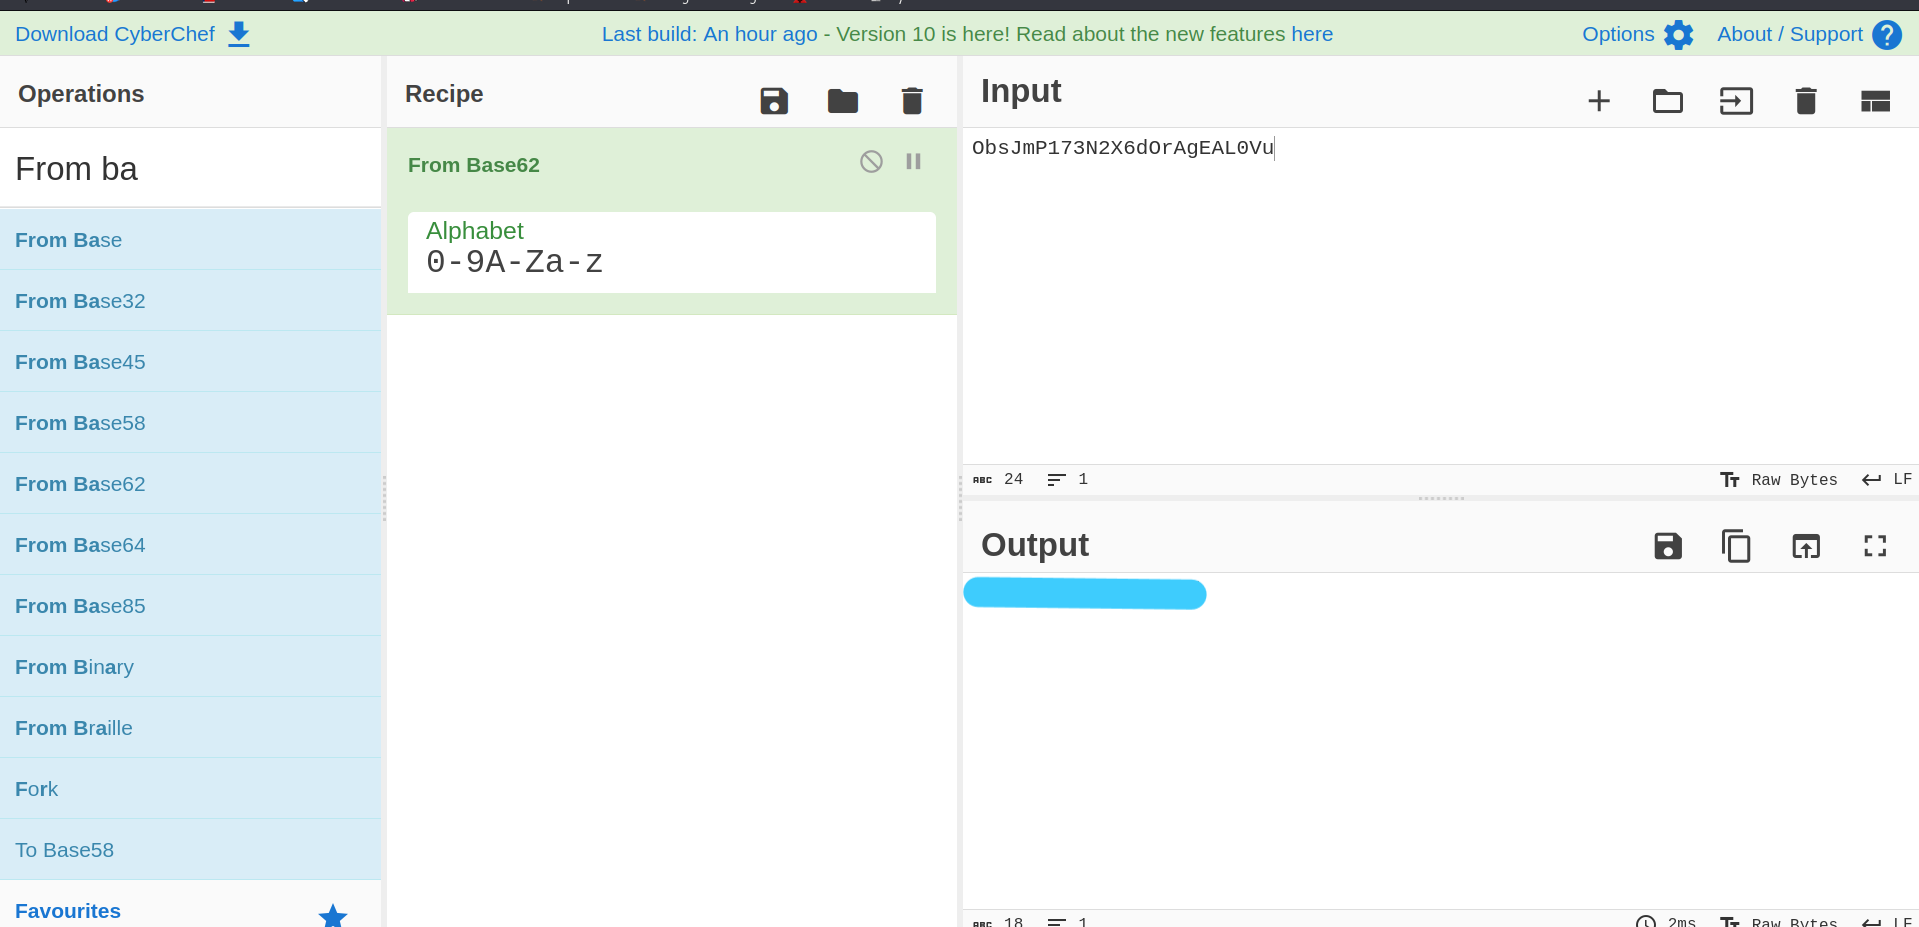 Download CyberChef
Last build: An hour ago - Version 10 is here! Read about the new features here
Options
About / Support
Operations
From ba
From Base
From Base32
From Base45
From Base58
From Base62
From Base64
From Base85
From Binary
From Braille
Fork
To Base58
Favourites
Recipe
From Base62
Alphabet
0-9A-Za-z
Input
ObsJmP173N2X6dOrAgEAL0Vu
ABC 24 1
Raw Bytes LF
Output
ABC 18 1
2ms Raw Bytes LF